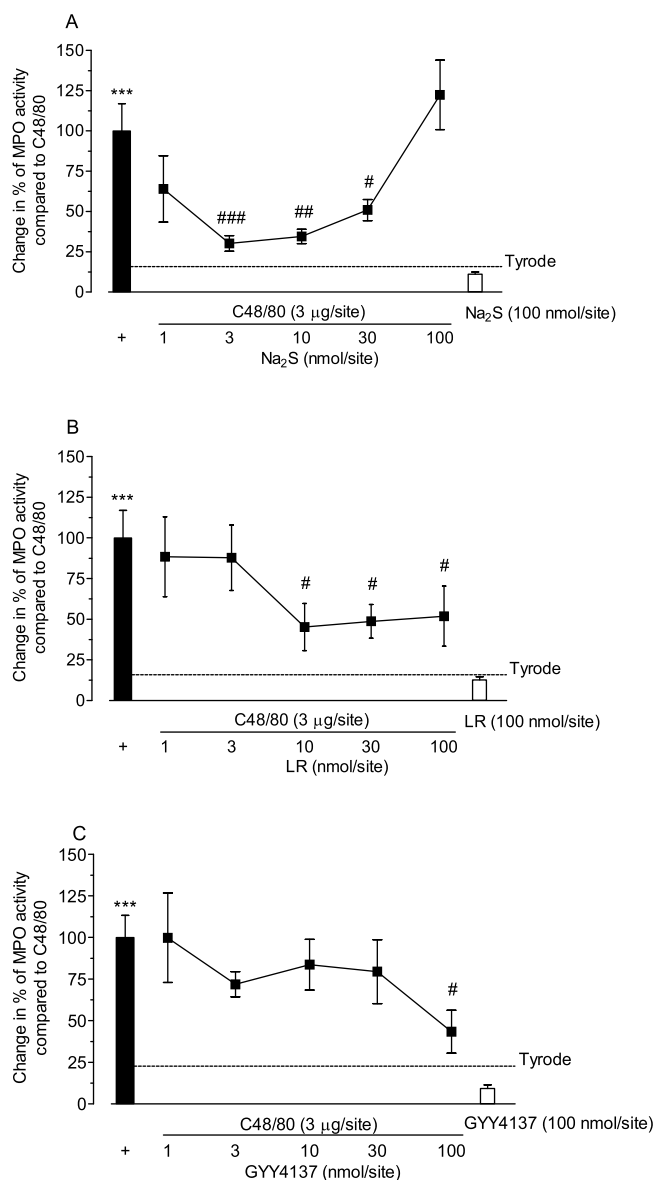 A
Change in % of MPO activity
compared to C48/80
150
125
100
75
50
25
0
***
###
##
#
Tyrode
C48/80 (3 µg/site)
Na₂S (100 nmol/site)
+ 1 3 10 30 100
Na₂S (nmol/site)
B
Change in % of MPO activity
compared to C48/80
150
125
100
75
50
25
0
***
#
#
#
Tyrode
C48/80 (3 µg/site)
LR (100 nmol/site)
+ 1 3 10 30 100
LR (nmol/site)
C
Change in % of MPO activity
compared to C48/80
150
125
100
75
50
25
0
***
#
Tyrode
C48/80 (3 µg/site)
GYY4137 (100 nmol/site)
+ 1 3 10 30 100
GYY4137 (nmol/site)